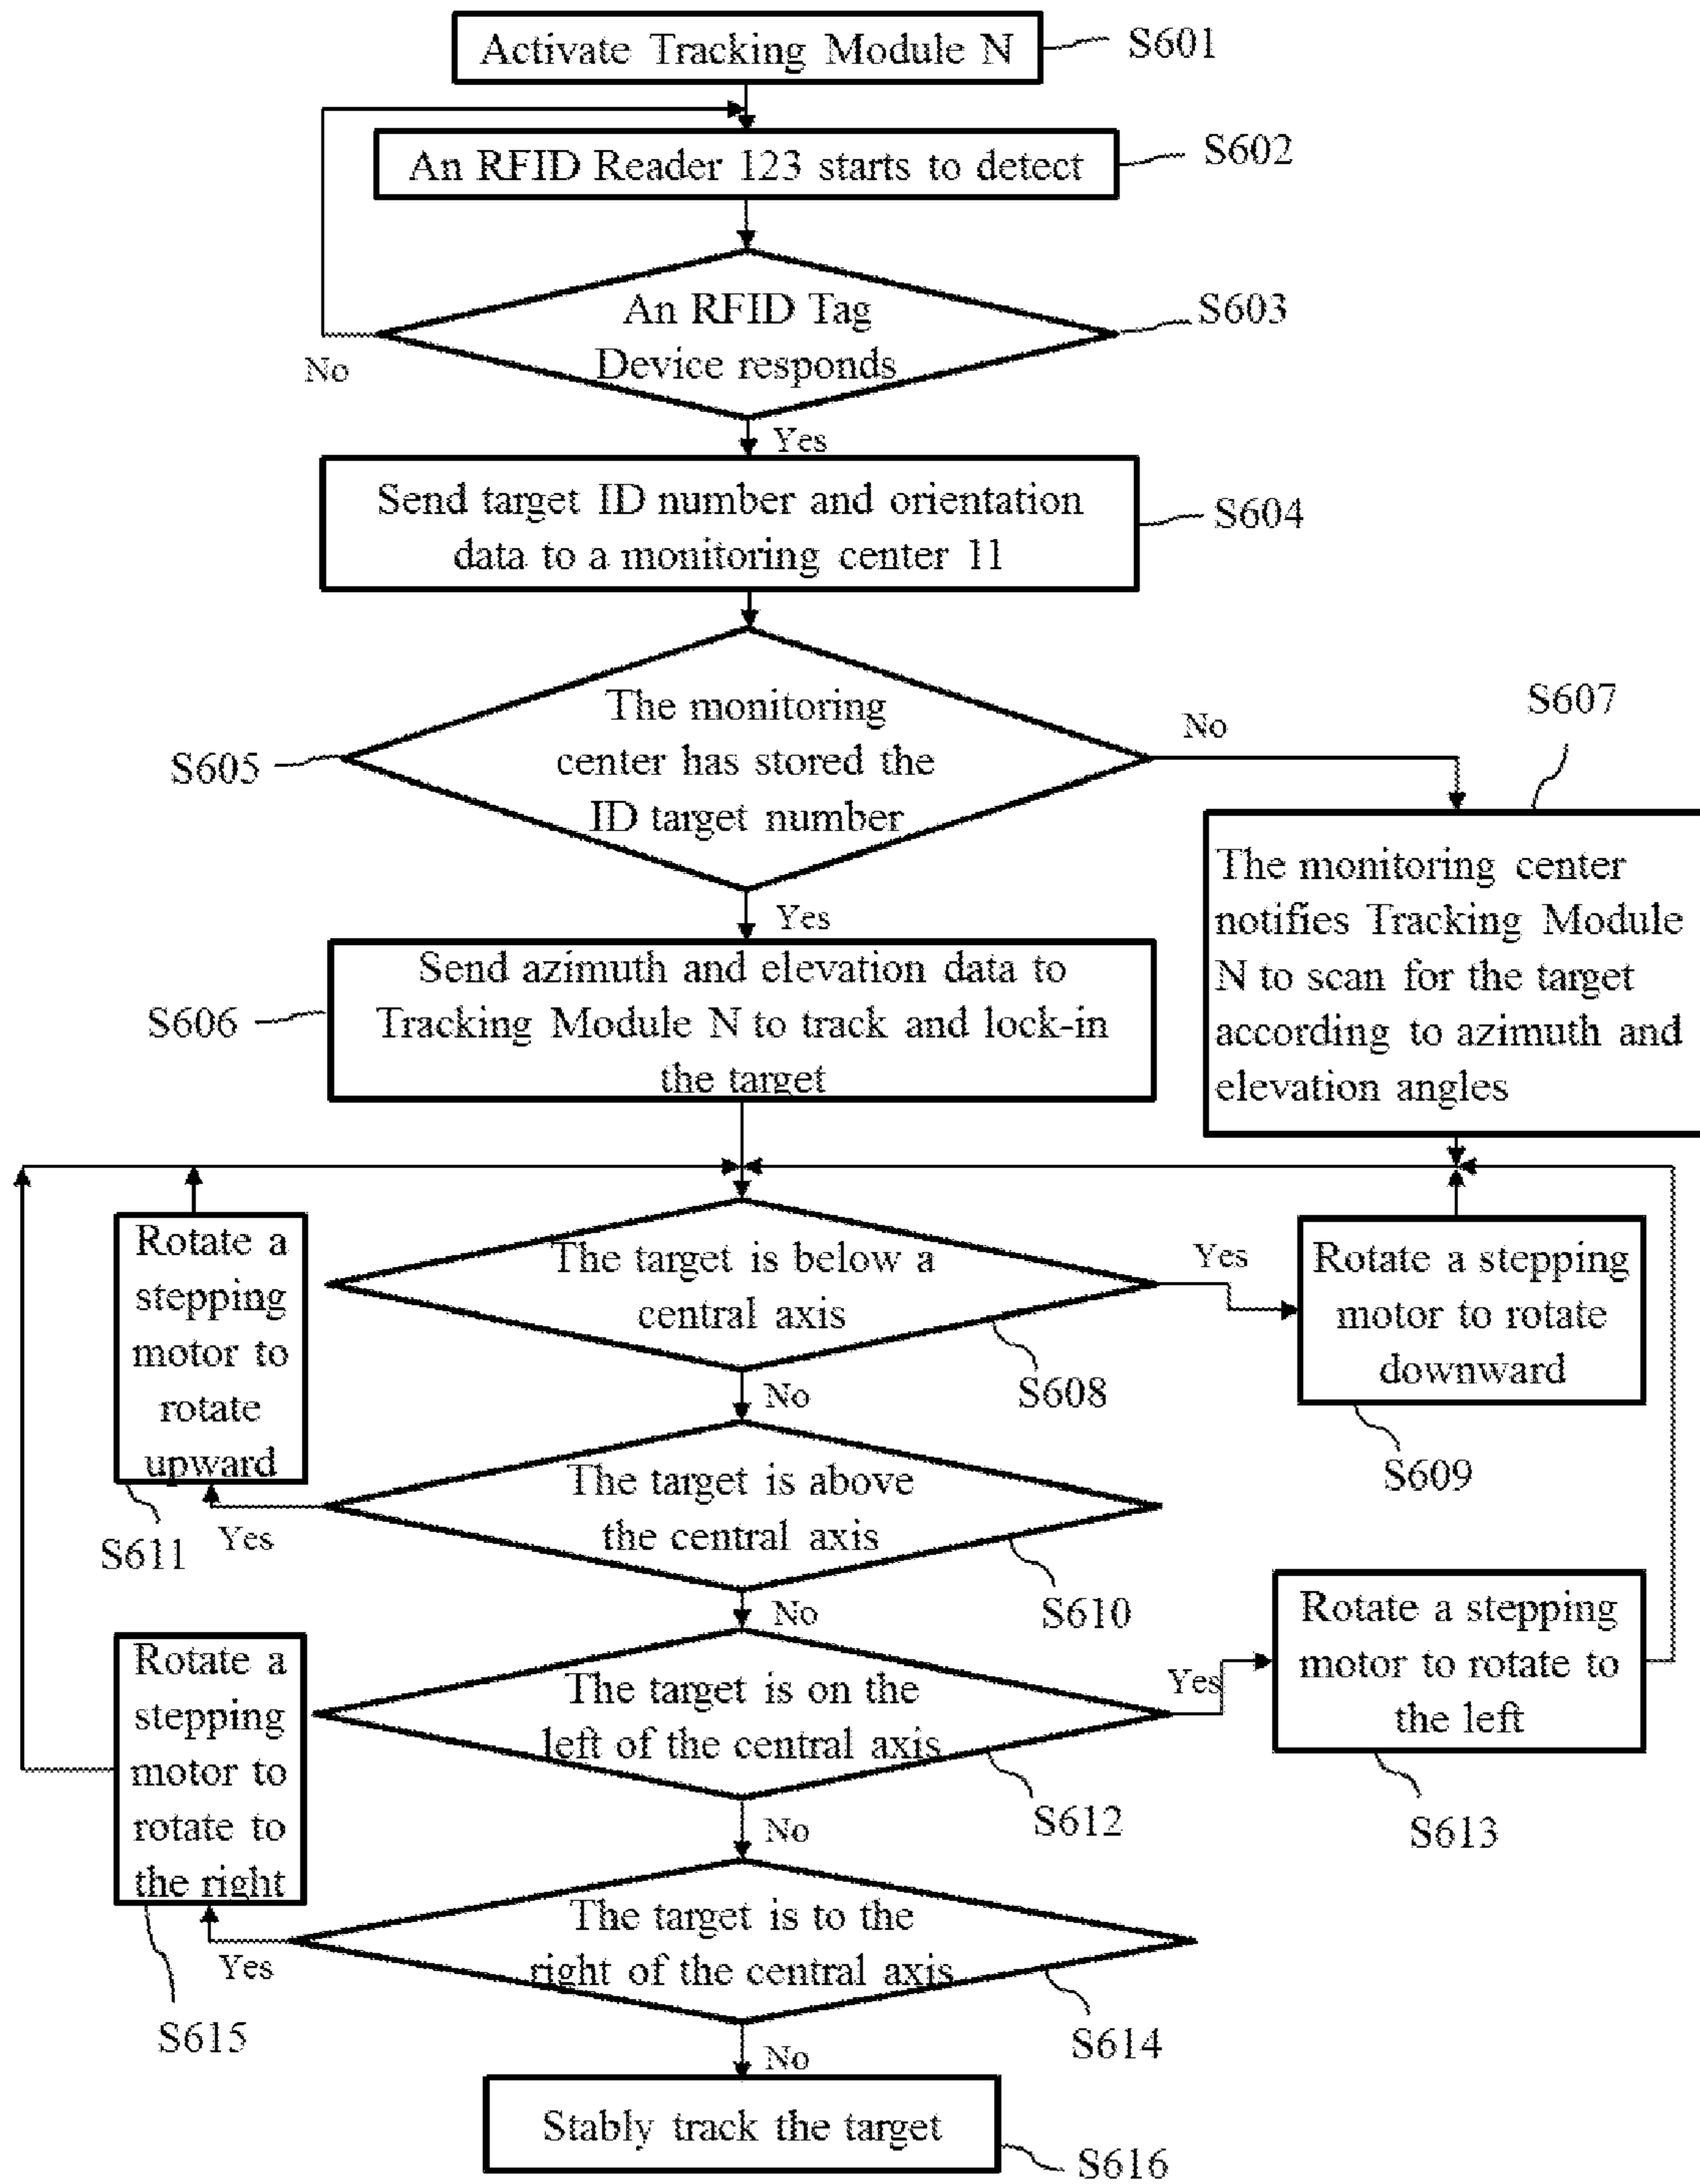 Activate Tracking Module N
S601
An RFID Reader 123 starts to detect
S602
An RFID Tag
Device responds
S603
No
Yes
Send target ID number and orientation
data to a monitoring center 11
S604
The monitoring
center has stored the
ID target number
S605
No
S607
Yes
The monitoring center
notifies Tracking Module
N to scan for the target
according to azimuth and
elevation angles
Send azimuth and elevation data to
Tracking Module N to track and lock-in
the target
S606
Rotate a
stepping
motor to
rotate
upward
S611
The target is below a
central axis
S608
Yes
Rotate a stepping
motor to rotate
downward
S609
No
The target is above
the central axis
S610
Yes
No
The target is on the
left of the central axis
S612
Yes
Rotate a stepping
motor to rotate to
the left
S613
Rotate a
stepping
motor to
rotate to
the right
S615
No
The target is to the
right of the central axis
S614
Yes
No
Stably track the target
S616